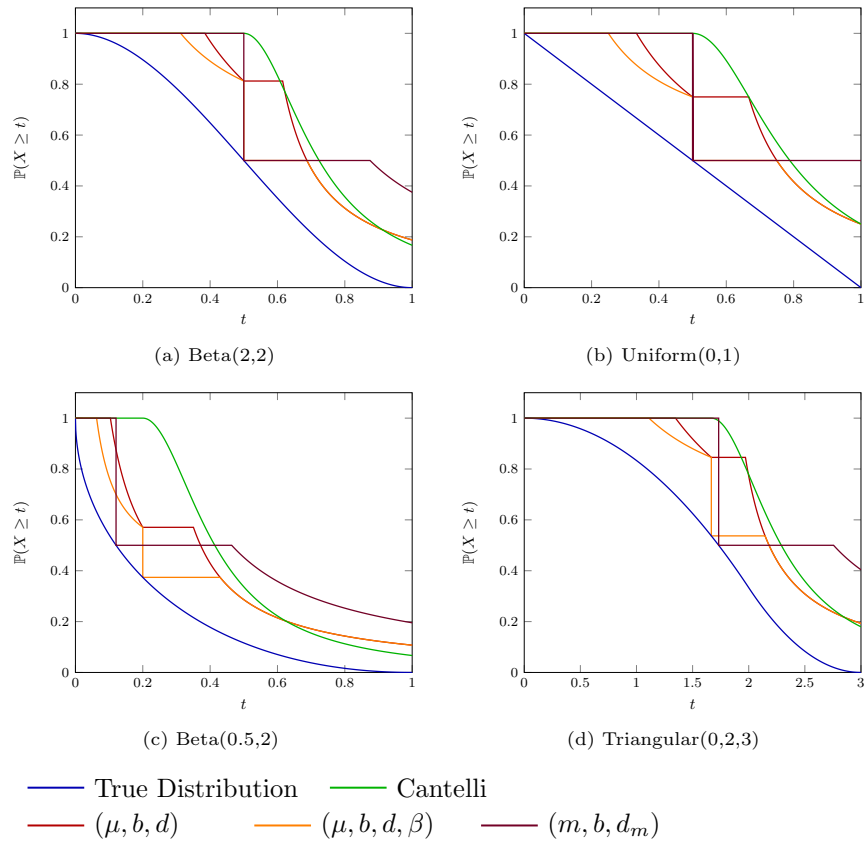 1
0.8
0.6
0.4
0.2
0
0 0.2 0.4 0.6 0.8 1
ℙ(X ≥ t)
t
(a) Beta(2,2)
1
0.8
0.6
0.4
0.2
0
0 0.2 0.4 0.6 0.8 1
ℙ(X ≥ t)
t
(b) Uniform(0,1)
1
0.8
0.6
0.4
0.2
0
0 0.2 0.4 0.6 0.8 1
ℙ(X ≥ t)
t
(c) Beta(0.5,2)
1
0.8
0.6
0.4
0.2
0
0 0.5 1 1.5 2 2.5 3
ℙ(X ≥ t)
t
(d) Triangular(0,2,3)
True Distribution Cantelli
(μ, b, d) (μ, b, d, β) (m, b, d_m)